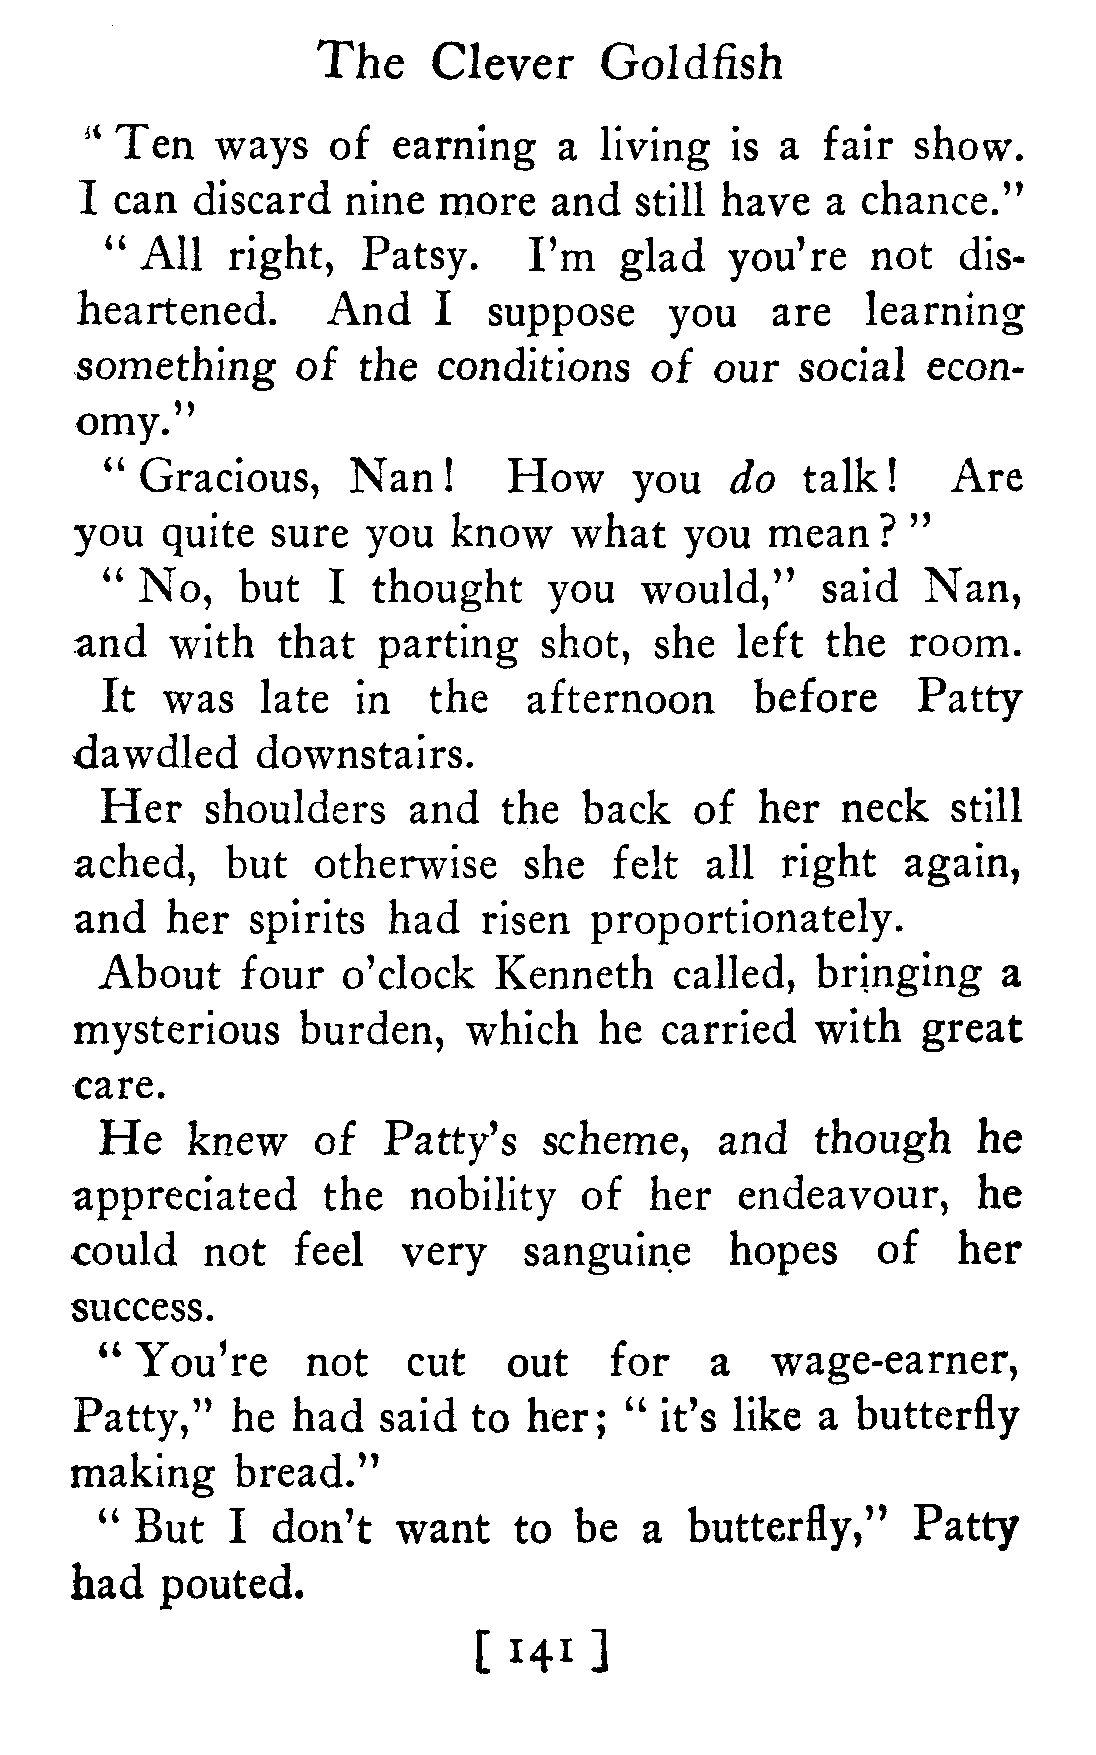 The Clever Goldfish
" Ten ways of earning a living is a fair show.
I can discard nine more and still have a chance."
" All right, Patsy. I'm glad you're not dis-
heartened. And I suppose you are learning
something of the conditions of our social econ-
omy."
" Gracious, Nan! How you do talk! Are
you quite sure you know what you mean? "
" No, but I thought you would," said Nan,
and with that parting shot, she left the room.
It was late in the afternoon before Patty
dawdled downstairs.
Her shoulders and the back of her neck still
ached, but otherwise she felt all right again,
and her spirits had risen proportionately.
About four o'clock Kenneth called, bringing a
mysterious burden, which he carried with great
care.
He knew of Patty's scheme, and though he
appreciated the nobility of her endeavour, he
could not feel very sanguine hopes of her
success.
" You're not cut out for a wage-earner,
Patty," he had said to her; " it's like a butterfly
making bread."
" But I don't want to be a butterfly," Patty
had pouted.
[ 141 ]